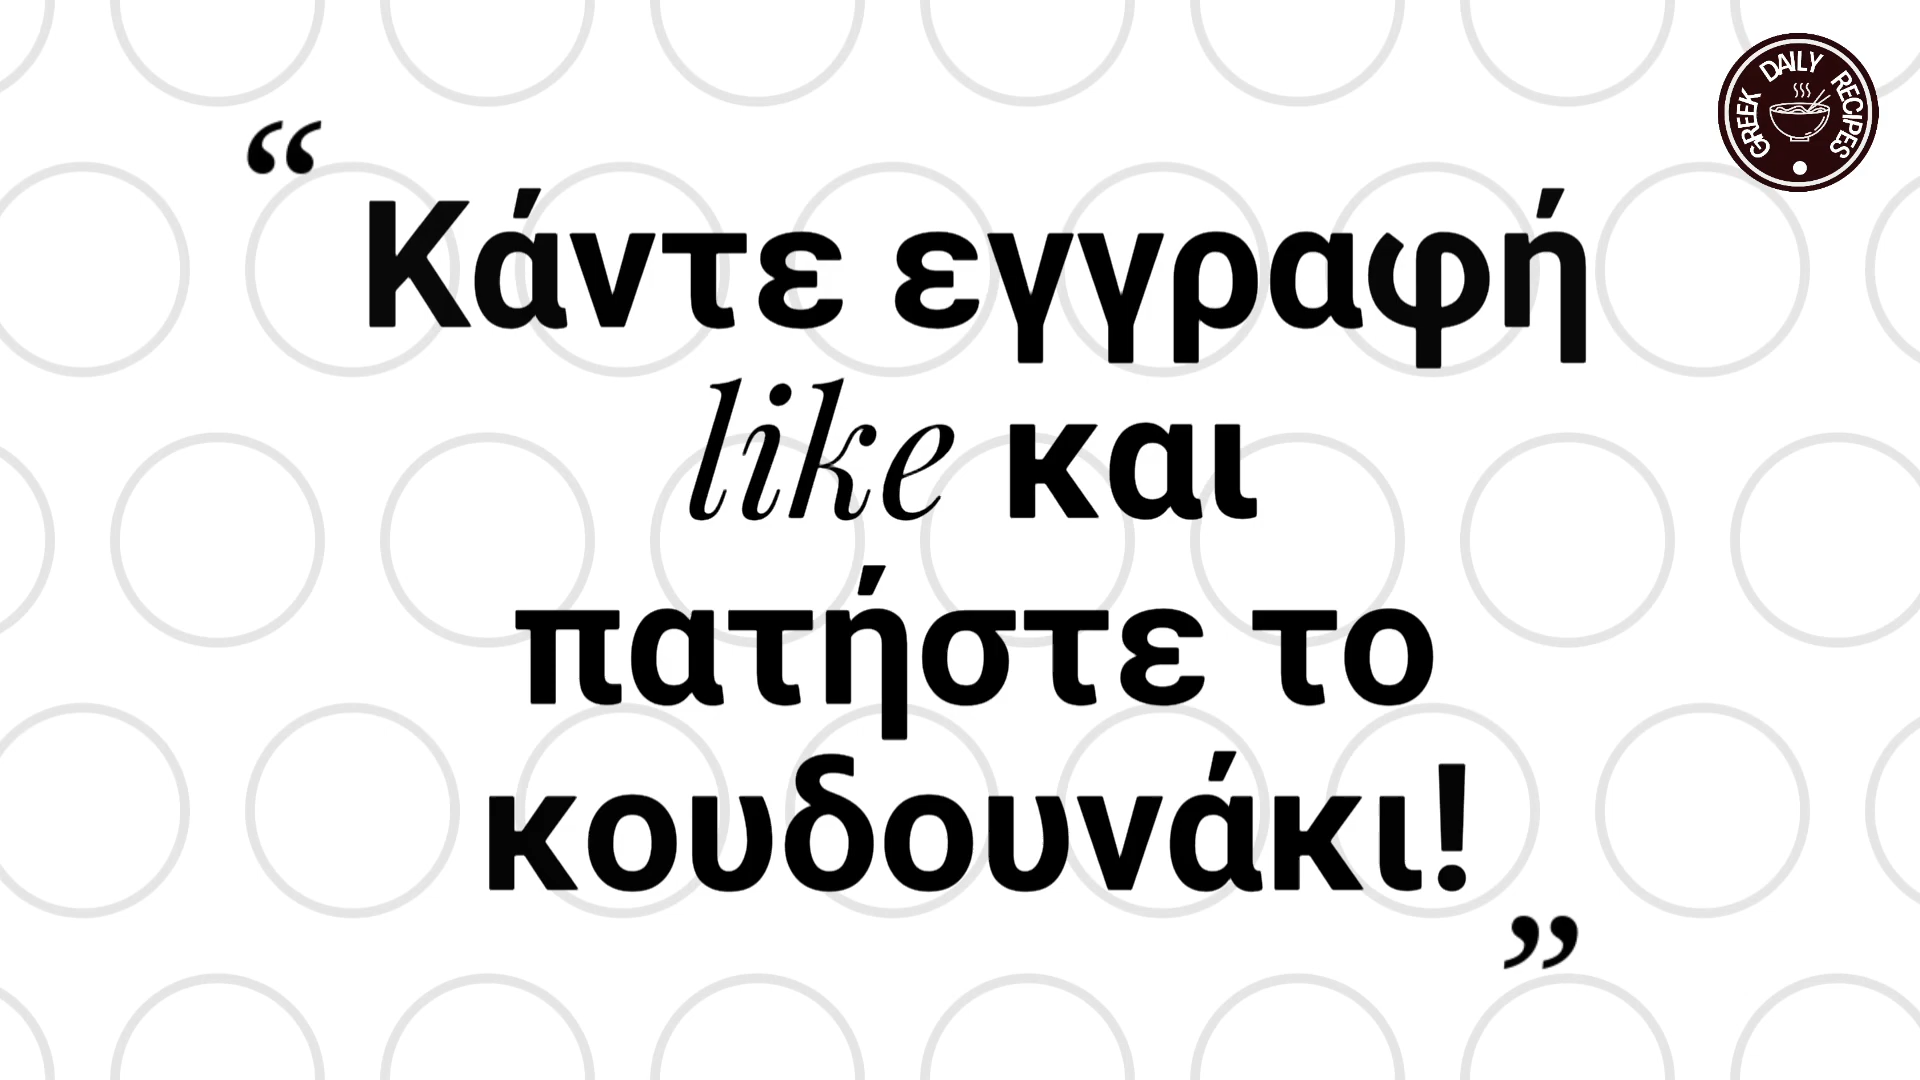 GREEK DAILY RECIPES
“
Κάντε εγγραφή
like και
πατήστε το
κουδουνάκι!
”